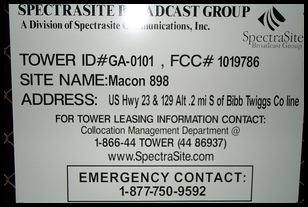 SPECTRASITE BROADCAST GROUP
A Division of Spectrasite Communications, Inc.
SpectraSite
Broadcast Group
TOWER ID#GA-0101 , FCC# 1019786
SITE NAME:Macon 898
ADDRESS: US Hwy 23 & 129 Alt .2 mi S of Bibb Twiggs Co line
FOR TOWER LEASING INFORMATION CONTACT:
Collocation Management Department @
1-866-44 TOWER (44 86937)
www.SpectraSite.com
EMERGENCY CONTACT:
1-877-750-9592